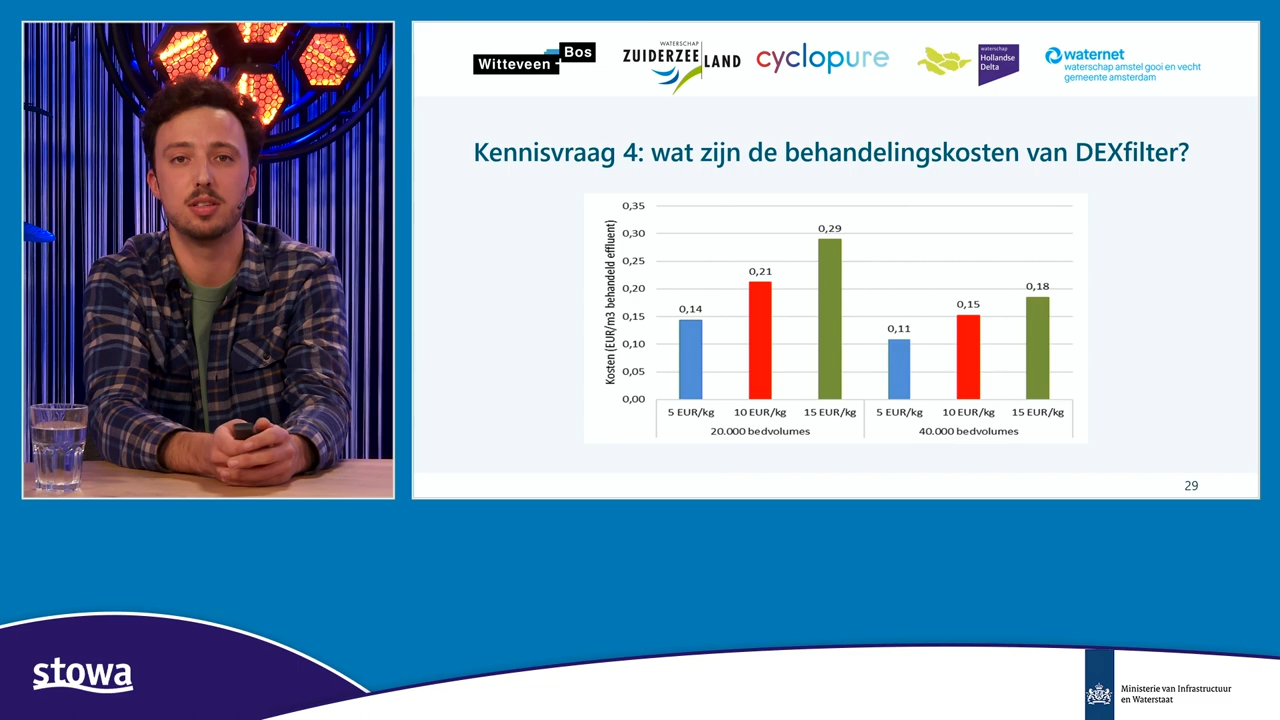 Witteveen+Bos
WATERSCHAP
ZUIDERZEELAND
cyclopure
waterschap
Hollandse
Delta
waternet
waterschap amstel gooi en vecht
gemeente amsterdam
Kennisvraag 4: wat zijn de behandelingskosten van DEXfilter?
Kosten (EUR/m3 behandeld effluent)
0,35
0,30
0,25
0,20
0,15
0,10
0,05
0,00
0,14
0,21
0,29
0,11
0,15
0,18
5 EUR/kg 10 EUR/kg 15 EUR/kg 5 EUR/kg 10 EUR/kg 15 EUR/kg
20.000 bedvolumes 40.000 bedvolumes
29
stowa
Ministerie van Infrastructuur
en Waterstaat